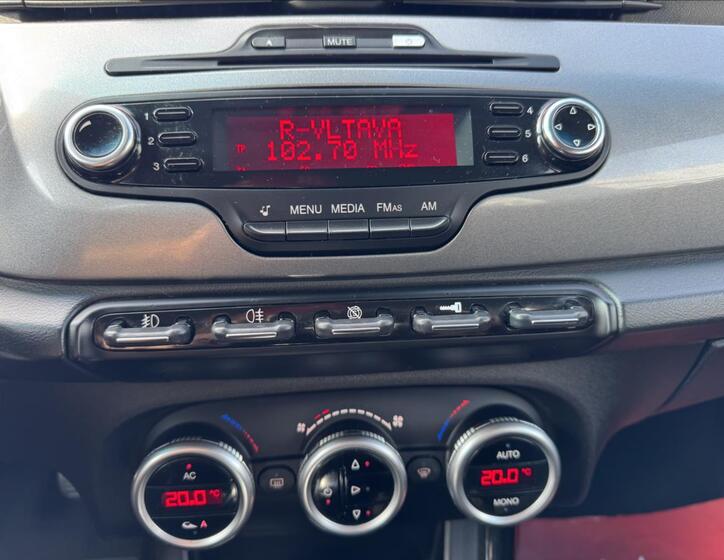 A MUTE
1 4
R-VLTAVA
2 5
TP 102.70 MHz
3 6
MENU MEDIA FMAS AM
AC AUTO
20.0 °C 20.0 °C
A MONO